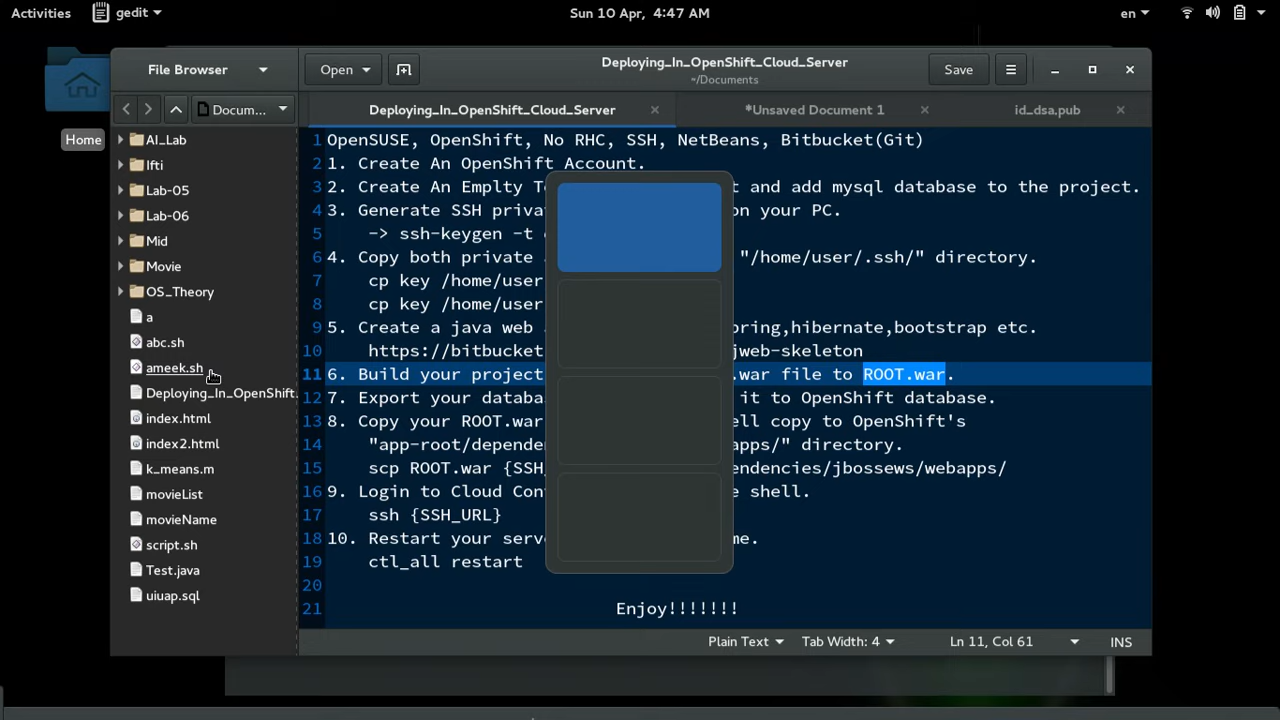 Activities gedit Sun 10 Apr, 4:47 AM en
Home
File Browser Open Deploying_In_OpenShift_Cloud_Server Save
~/Documents
Docum...
Deploying_In_OpenShift_Cloud_Server *Unsaved Document 1 id_dsa.pub
AI_Lab
Ifti
Lab-05
Lab-06
Mid
Movie
OS_Theory
a
abc.sh
ameek.sh
Deploying_In_OpenShift.
index.html
index2.html
k_means.m
movieList
movieName
script.sh
Test.java
uiuap.sql
1 OpenSUSE, OpenShift, No RHC, SSH, NetBeans, Bitbucket(Git)
2 1. Create An OpenShift Account.
3 2. Create An Emplty To t and add mysql database to the project.
4 3. Generate SSH priva on your PC.
5 -> ssh-keygen -t
6 4. Copy both private "/home/user/.ssh/" directory.
7 cp key /home/user
8 cp key /home/user
9 5. Create a java web ring,hibernate,bootstrap etc.
10 https://bitbucket jweb-skeleton
11 6. Build your project .war file to ROOT.war.
12 7. Export your databa it to OpenShift database.
13 8. Copy your ROOT.war ell copy to OpenShift's
14 "app-root/depende apps/" directory.
15 scp ROOT.war {SSH_ endencies/jbossews/webapps/
16 9. Login to Cloud Con e shell.
17 ssh {SSH_URL}
18 10. Restart your serv me.
19 ctl_all restart
20
21 Enjoy!!!!!!!
Plain Text Tab Width: 4 Ln 11, Col 61 INS